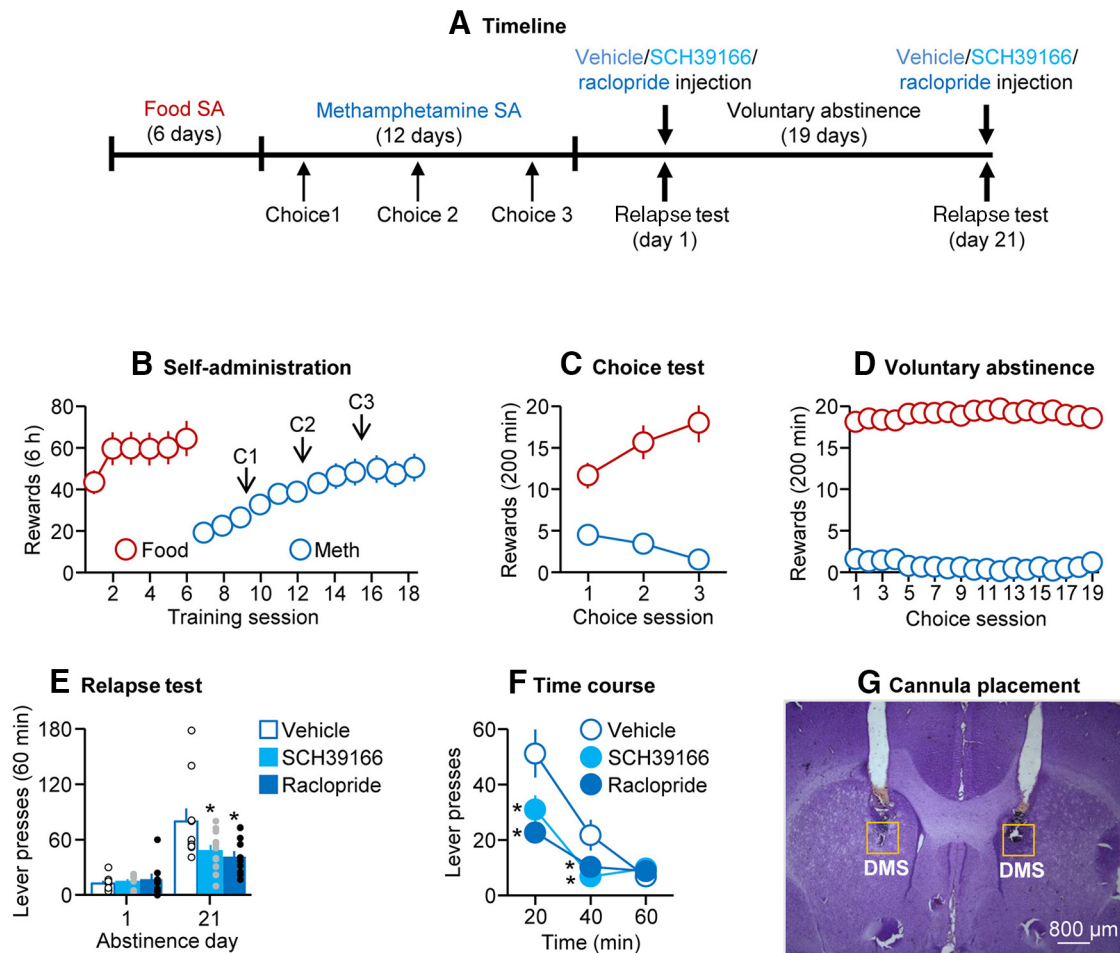 A Timeline
Vehicle/SCH39166/
raclopride injection
Vehicle/SCH39166/
raclopride injection
Food SA
(6 days)
Methamphetamine SA
(12 days)
Voluntary abstinence
(19 days)
Choice1
Choice 2
Choice 3
Relapse test
(day 1)
Relapse test
(day 21)
B Self-administration
Rewards (6 h)
80
60
40
20
0
C1
C2
C3
Food
Meth
2 4 6 8 10 12 14 16 18
Training session
C Choice test
Rewards (200 min)
20
15
10
5
0
1 2 3
Choice session
D Voluntary abstinence
Rewards (200 min)
20
15
10
5
0
1 3 5 7 9 11 13 15 17 19
Choice session
E Relapse test
Lever presses (60 min)
180
120
60
0
Vehicle
SCH39166
Raclopride
* *
1 21
Abstinence day
F Time course
Lever presses
60
40
20
0
Vehicle
SCH39166
Raclopride
*
*
*
*
20 40 60
Time (min)
G Cannula placement
DMS
DMS
800 µm